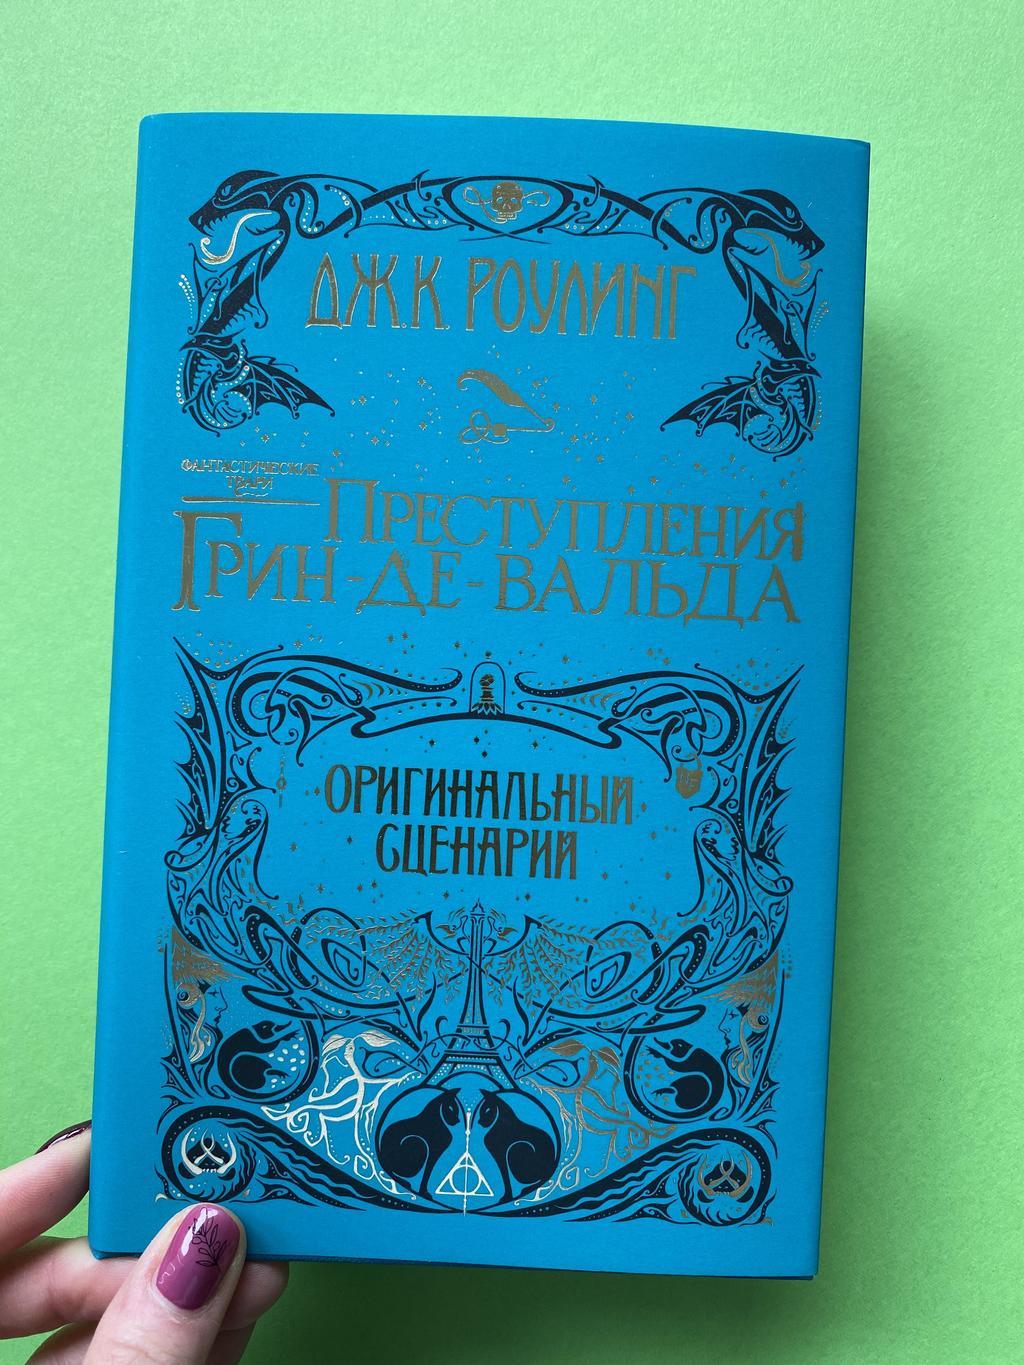 ДЖ.К. РОУЛИНГ
ФАНТАСТИЧЕСКИЕ
ТВАРИ
ПРЕСТУПЛЕНИЯ
ГРИН-ДЕ-ВАЛЬДА
ОРИГИНАЛЬНЫЙ
СЦЕНАРИЙ